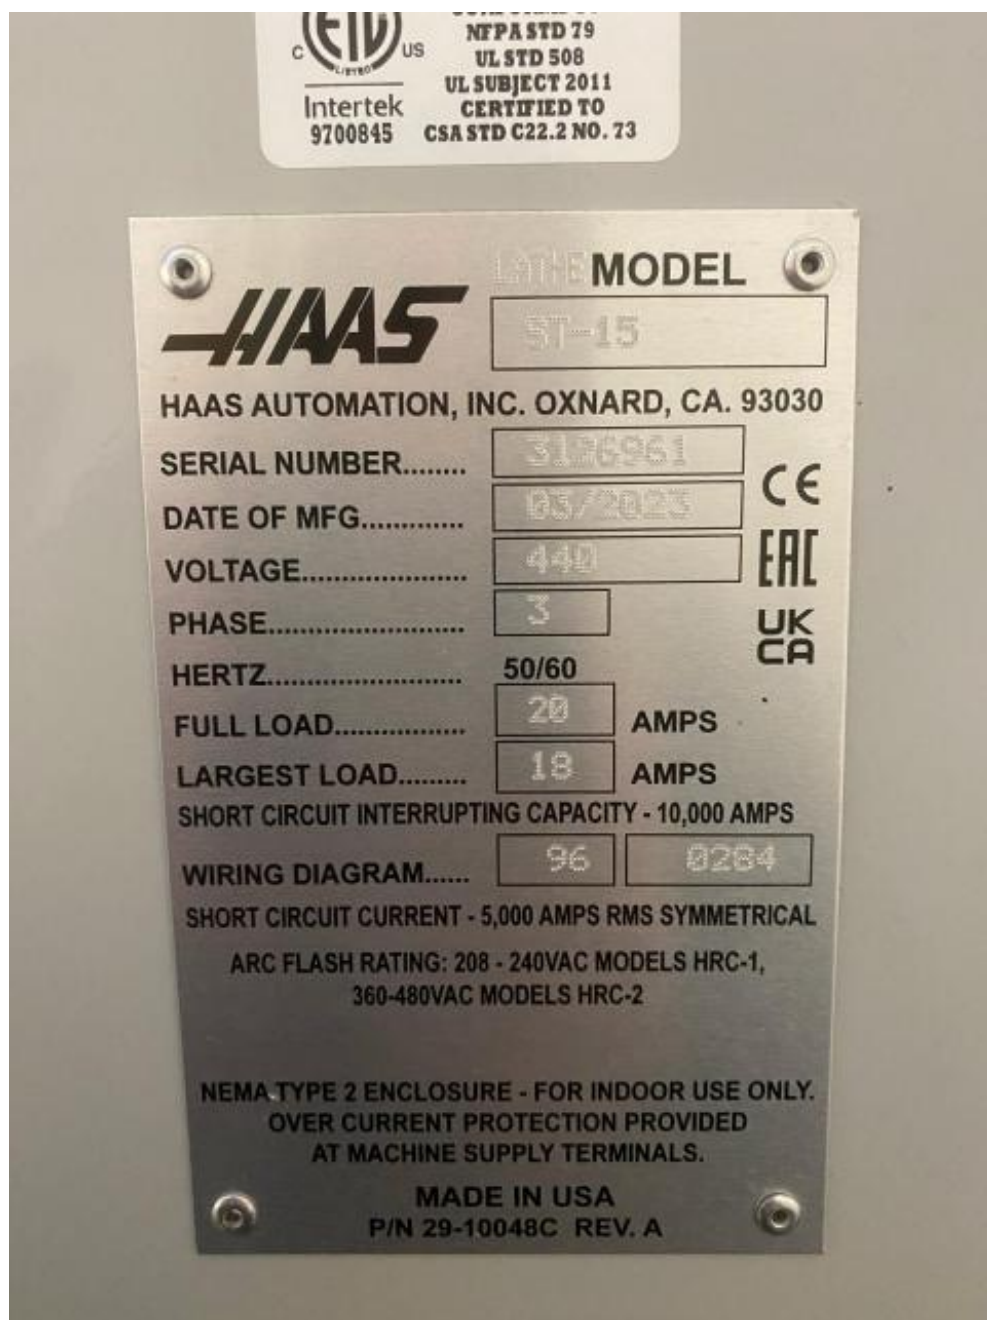 C ETL US
LISTED
Intertek
9700845
NFPA STD 79
UL STD 508
UL SUBJECT 2011
CERTIFIED TO
CSA STD C22.2 NO. 73
LATHE MODEL
HAAS
ST-15
HAAS AUTOMATION, INC. OXNARD, CA. 93030
SERIAL NUMBER........ 3126961
DATE OF MFG............. 03/2023
VOLTAGE..................... 440
PHASE......................... 3
HERTZ......................... 50/60
FULL LOAD................. 20 AMPS
LARGEST LOAD......... 18 AMPS
SHORT CIRCUIT INTERRUPTING CAPACITY - 10,000 AMPS
WIRING DIAGRAM...... 96 0284
SHORT CIRCUIT CURRENT - 5,000 AMPS RMS SYMMETRICAL
ARC FLASH RATING: 208 - 240VAC MODELS HRC-1,
360-480VAC MODELS HRC-2
NEMA TYPE 2 ENCLOSURE - FOR INDOOR USE ONLY.
OVER CURRENT PROTECTION PROVIDED
AT MACHINE SUPPLY TERMINALS.
MADE IN USA
P/N 29-10048C REV. A
CE
EAC
UK
CA